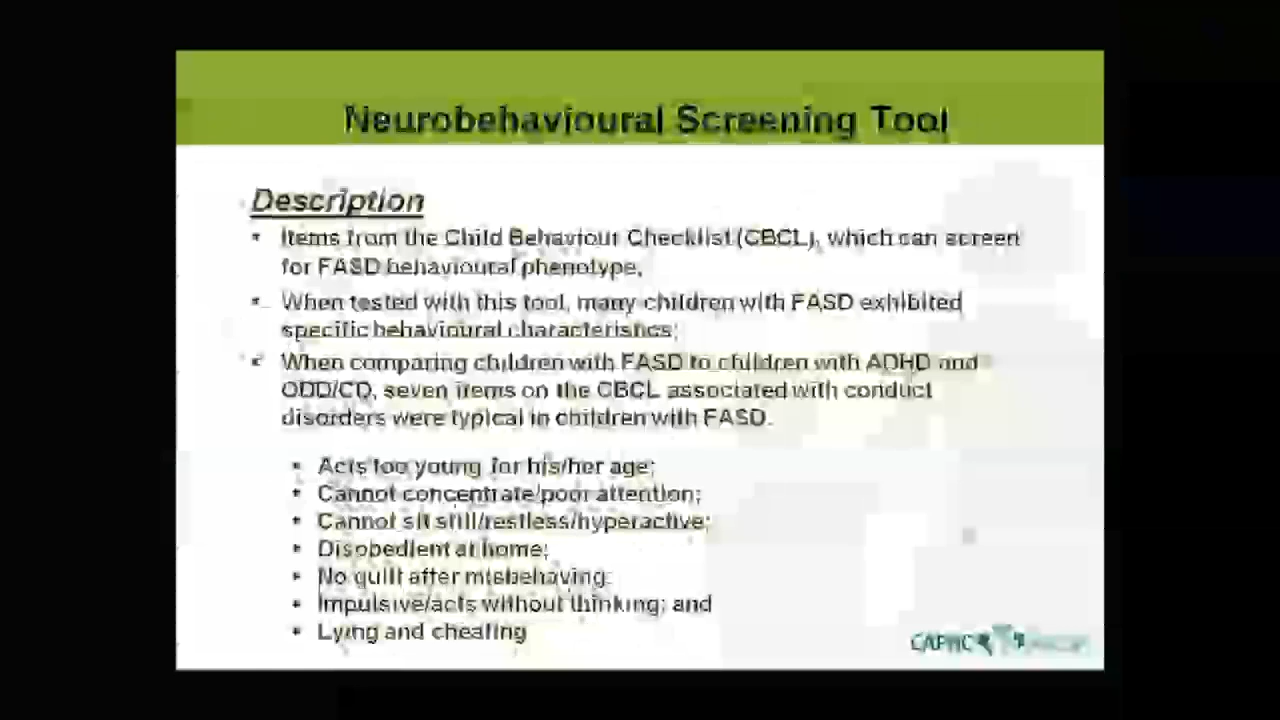 Neurobehavioural Screening Tool
Description
• Items from the Child Behaviour Checklist (CBCL), which can screen
for FASD behavioural phenotype.
• When tested with this tool, many children with FASD exhibited
specific behavioural characteristics;
• When comparing children with FASD to children with ADHD and
ODD/CD, seven items on the CBCL associated with conduct
disorders were typical in children with FASD.
• Acts too young for his/her age;
• Cannot concentrate/poor attention;
• Cannot sit still/restless/hyperactive;
• Disobedient at home;
• No guilt after misbehaving;
• Impulsive/acts without thinking; and
• Lying and cheating
CAPHC